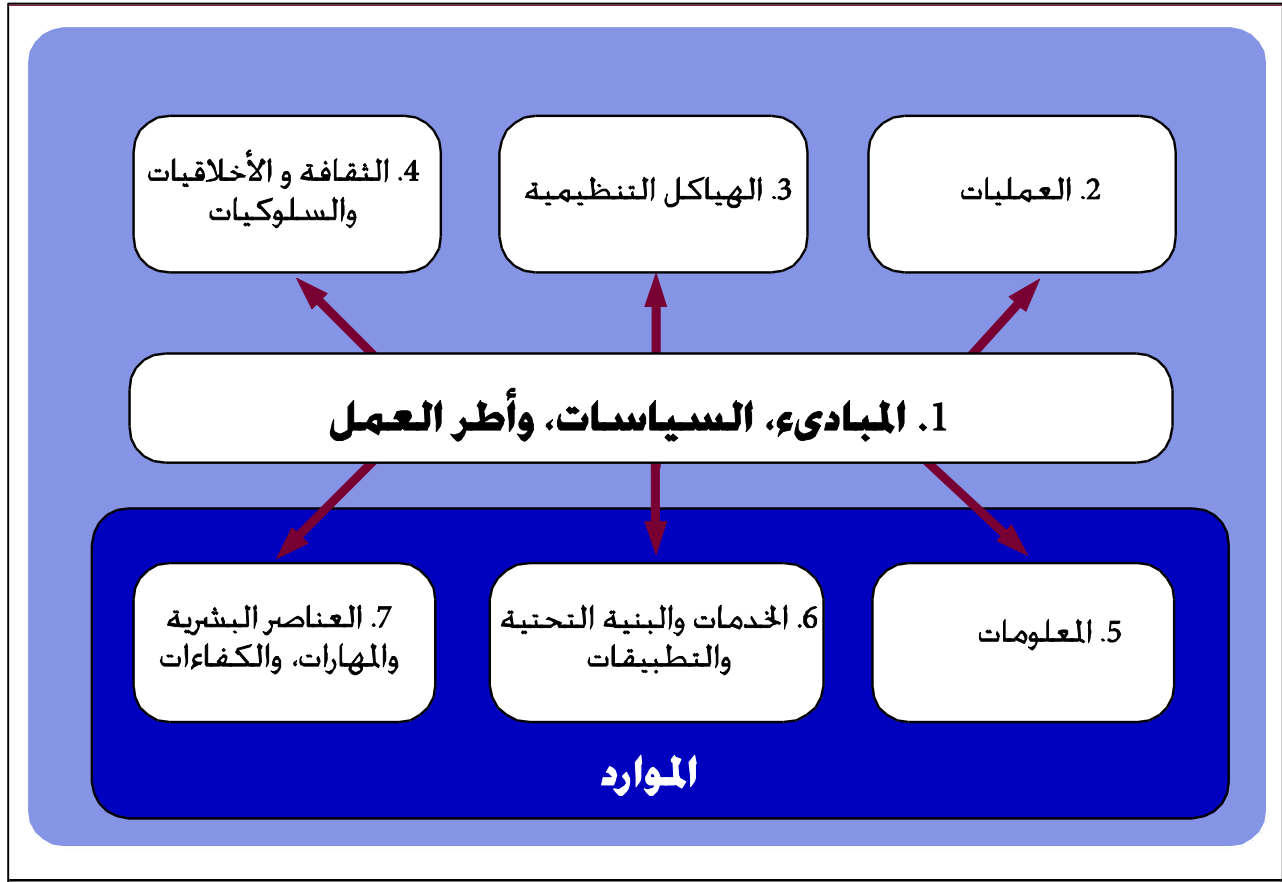 2. العمليات
3. الهياكل التنظيمية
4. الثقافة و الأخلاقيات
والسلوكيات
1. المبادىء، السياسات، وأطر العمل
5. المعلومات
6. الخدمات والبنية التحتية
والتطبيقات
7. العناصر البشرية
والمهارات، والكفاءات
الموارد